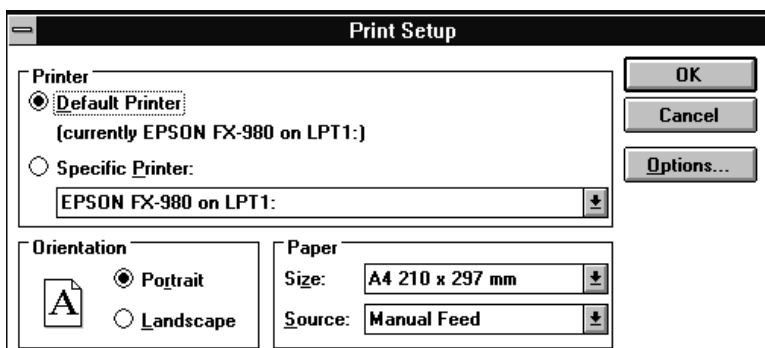 Print Setup
Printer
Default Printer
(currently EPSON FX-980 on LPT1:)
Specific Printer:
EPSON FX-980 on LPT1:
OK
Cancel
Options...
Orientation
A
Portrait
Landscape
Paper
Size: A4 210 x 297 mm
Source: Manual Feed